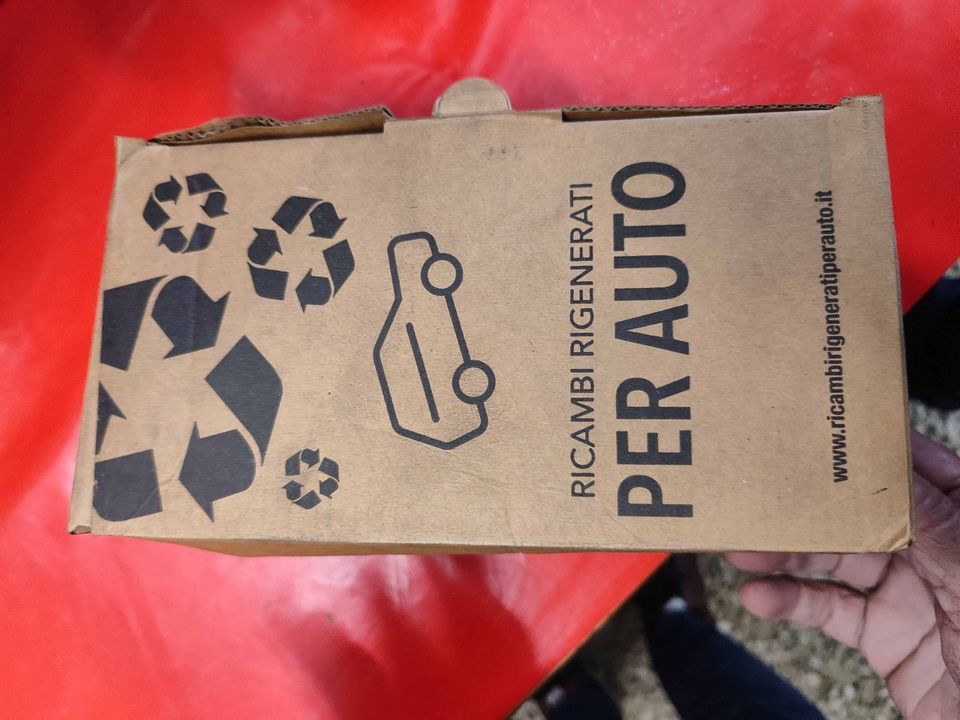 RICAMBI RIGENERATI
PER AUTO
www.ricambirigeneratiperauto.it